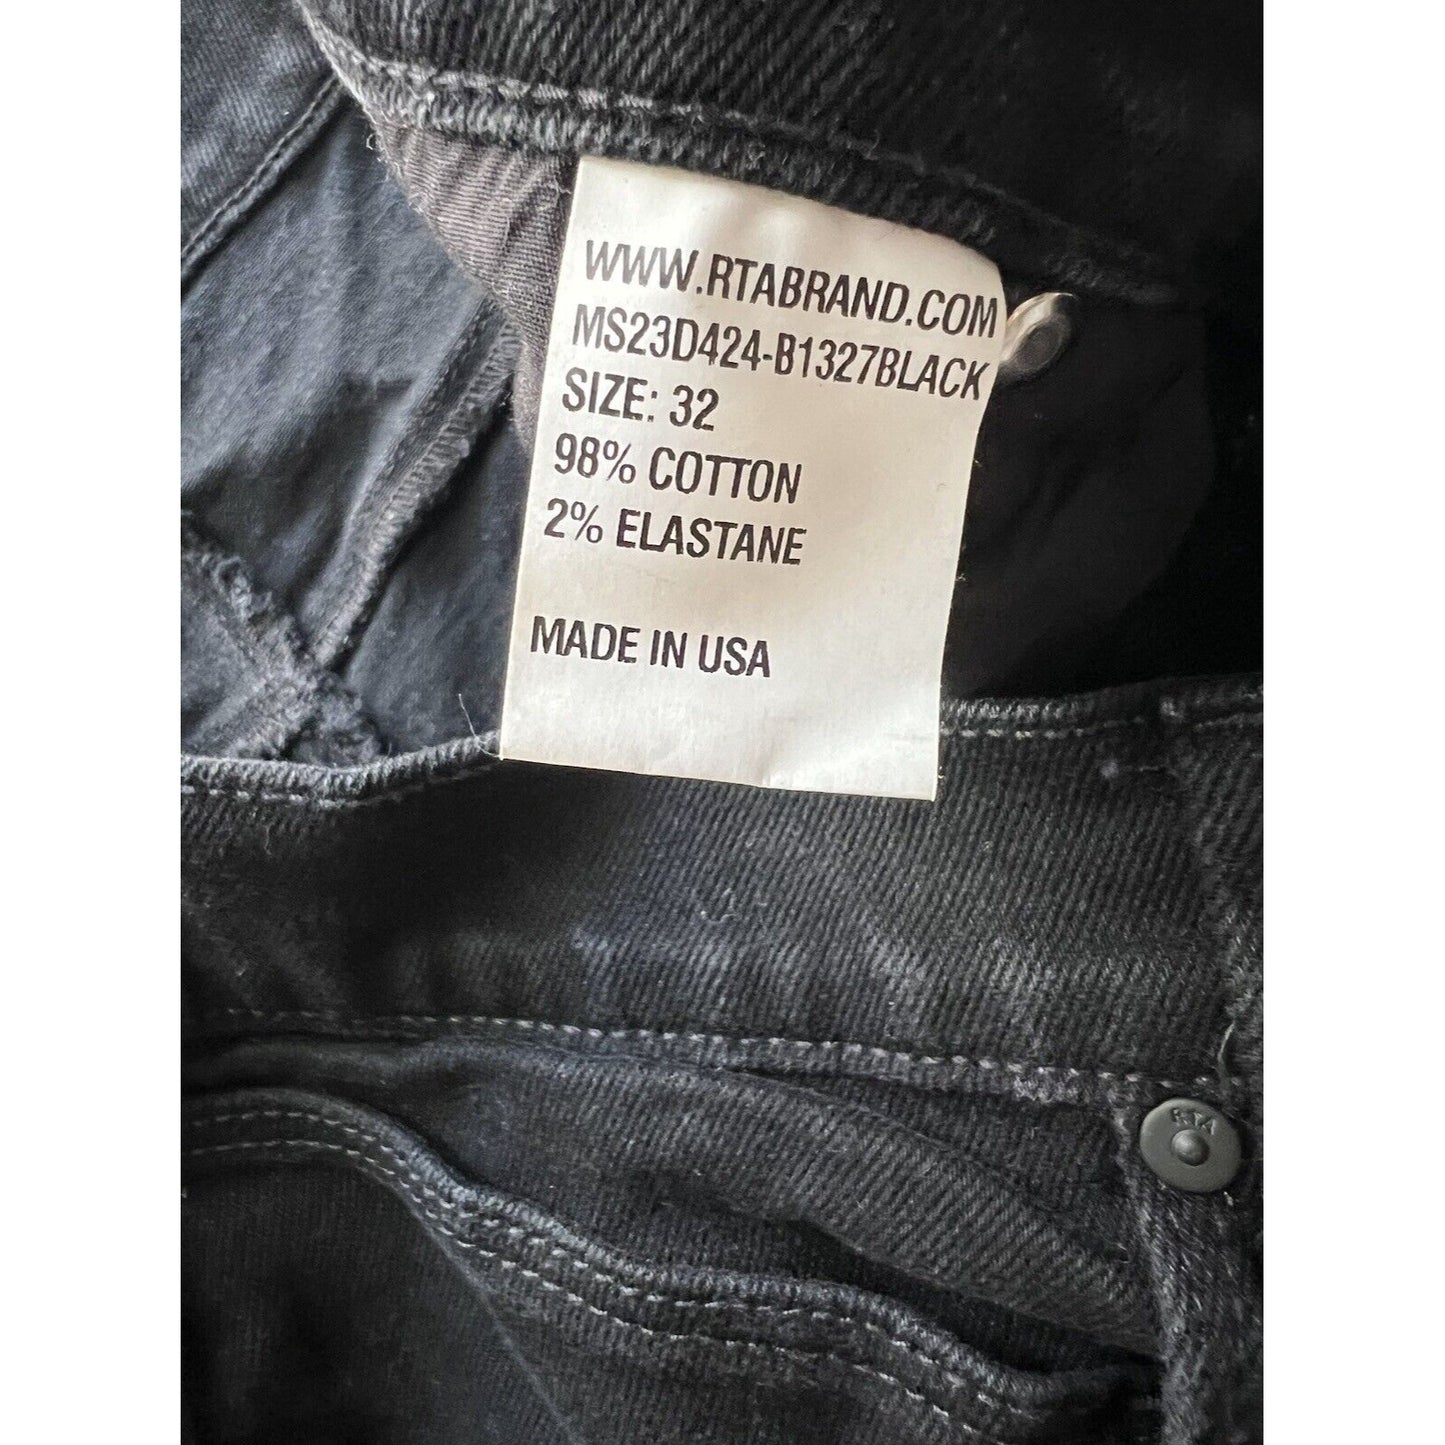 WWW.RTABRAND.COM
MS23D424-B1327BLACK
SIZE: 32
98% COTTON
2% ELASTANE
MADE IN USA
RTA